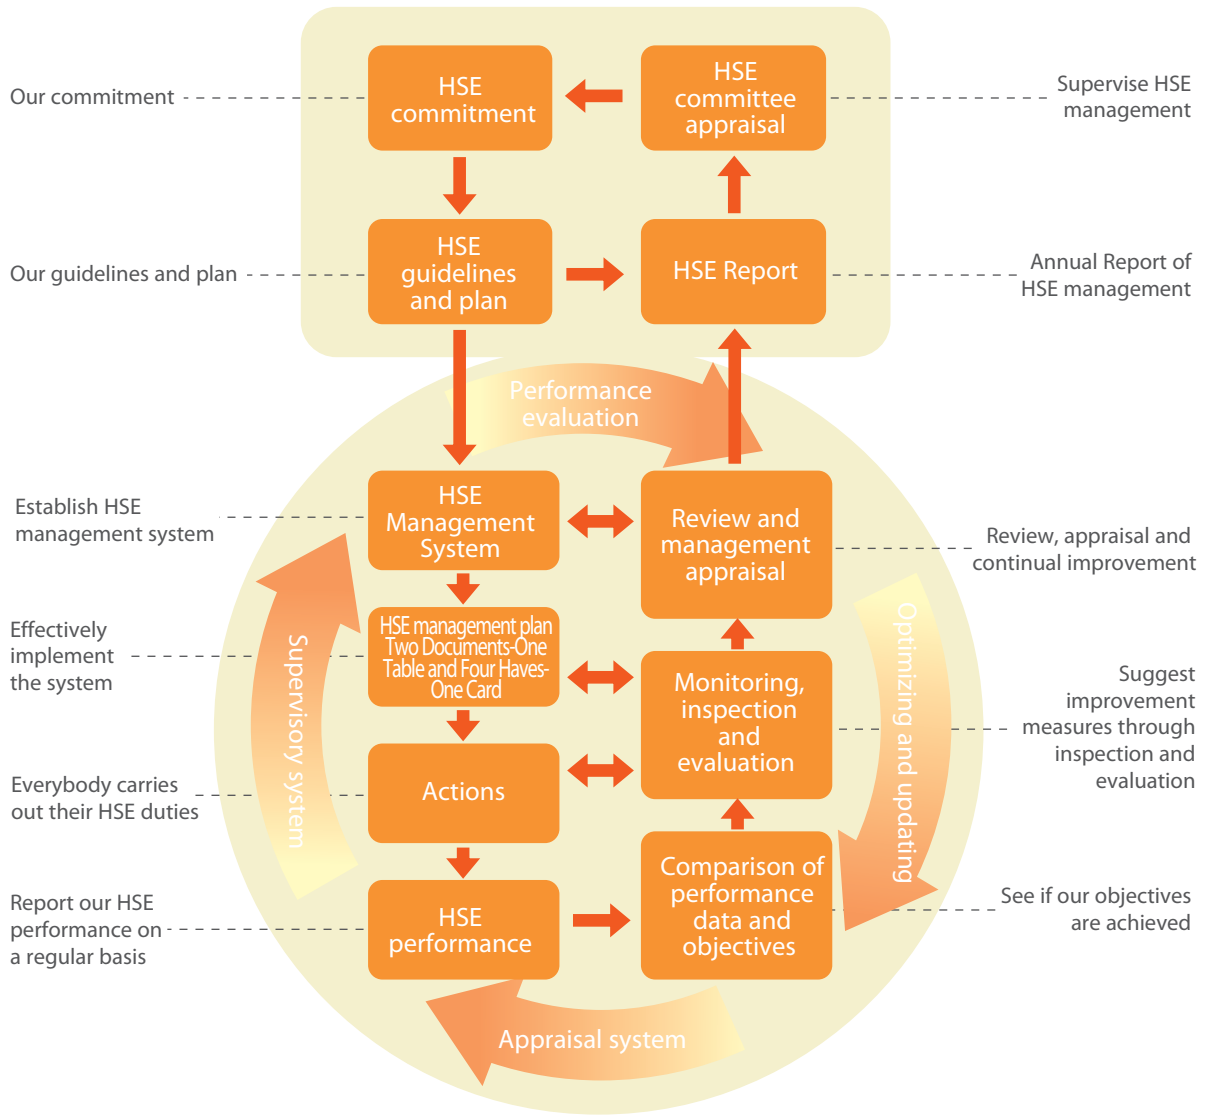 Our commitment
HSE
commitment
HSE
committee
appraisal
Supervise HSE
management
Our guidelines and plan
HSE
guidelines
and plan
HSE Report
Annual Report of
HSE management
Performance
evaluation
Establish HSE
management system
HSE
Management
System
Review and
management
appraisal
Review, appraisal and
continual improvement
Effectively
implement
the system
Supervisory system
HSE management plan
Two Documents-One
Table and Four Haves-
One Card
Monitoring,
inspection
and
evaluation
Optimizing and updating
Suggest
improvement
measures through
inspection and
evaluation
Everybody carries
out their HSE duties
Actions
Report our HSE
performance on
a regular basis
HSE
performance
Comparison of
performance
data and
objectives
See if our objectives
are achieved
Appraisal system